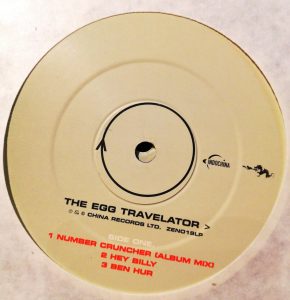 INDOCHINA
THE EGG TRAVELATOR >
℗ & © CHINA RECORDS LTD. ZEN019LP
SIDE ONE
1 NUMBER CRUNCHER (ALBUM MIX)
2 HEY BILLY
3 BEN HUR